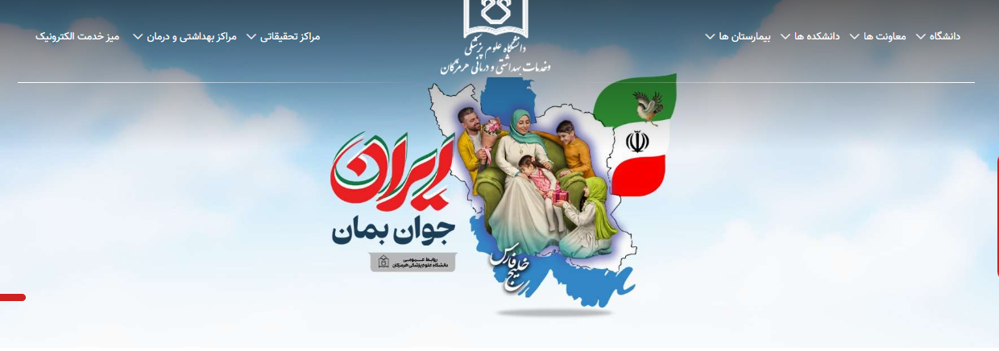 دانشگاه
معاونت ها
دانشکده ها
بیمارستان ها
دانشگاه علوم پزشکی
وخدمات بهداشتی و درمانی هرمزگان
مراکز تحقیقاتی
مراکز بهداشتی و درمان
میز خدمت الکترونیک
ایران
جوان بمان
روابط عمومی
دانشگاه علوم پزشکی هرمزگان
خلیج فارس